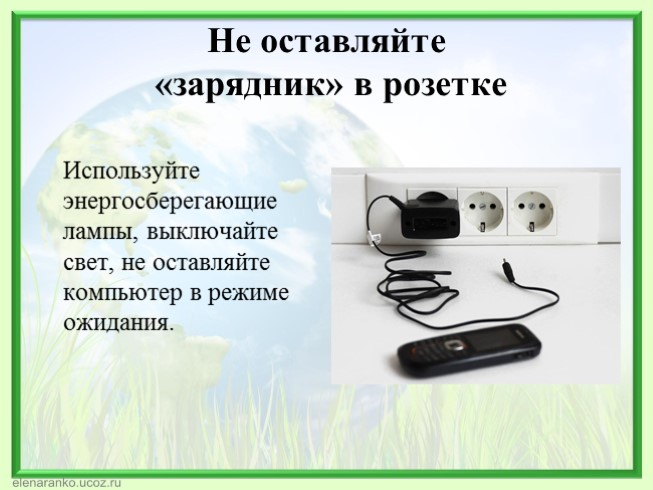 Не оставляйте
«зарядник» в розетке
Используйте
энергосберегающие
лампы, выключайте
свет, не оставляйте
компьютер в режиме
ожидания.
elenaranko.ucoz.ru